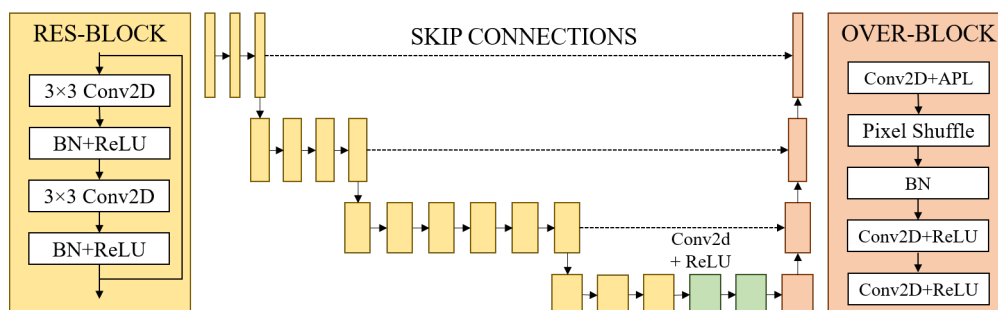 RES-BLOCK
3×3 Conv2D
BN+ReLU
3×3 Conv2D
BN+ReLU
SKIP CONNECTIONS
Conv2d
+ ReLU
OVER-BLOCK
Conv2D+APL
Pixel Shuffle
BN
Conv2D+ReLU
Conv2D+ReLU